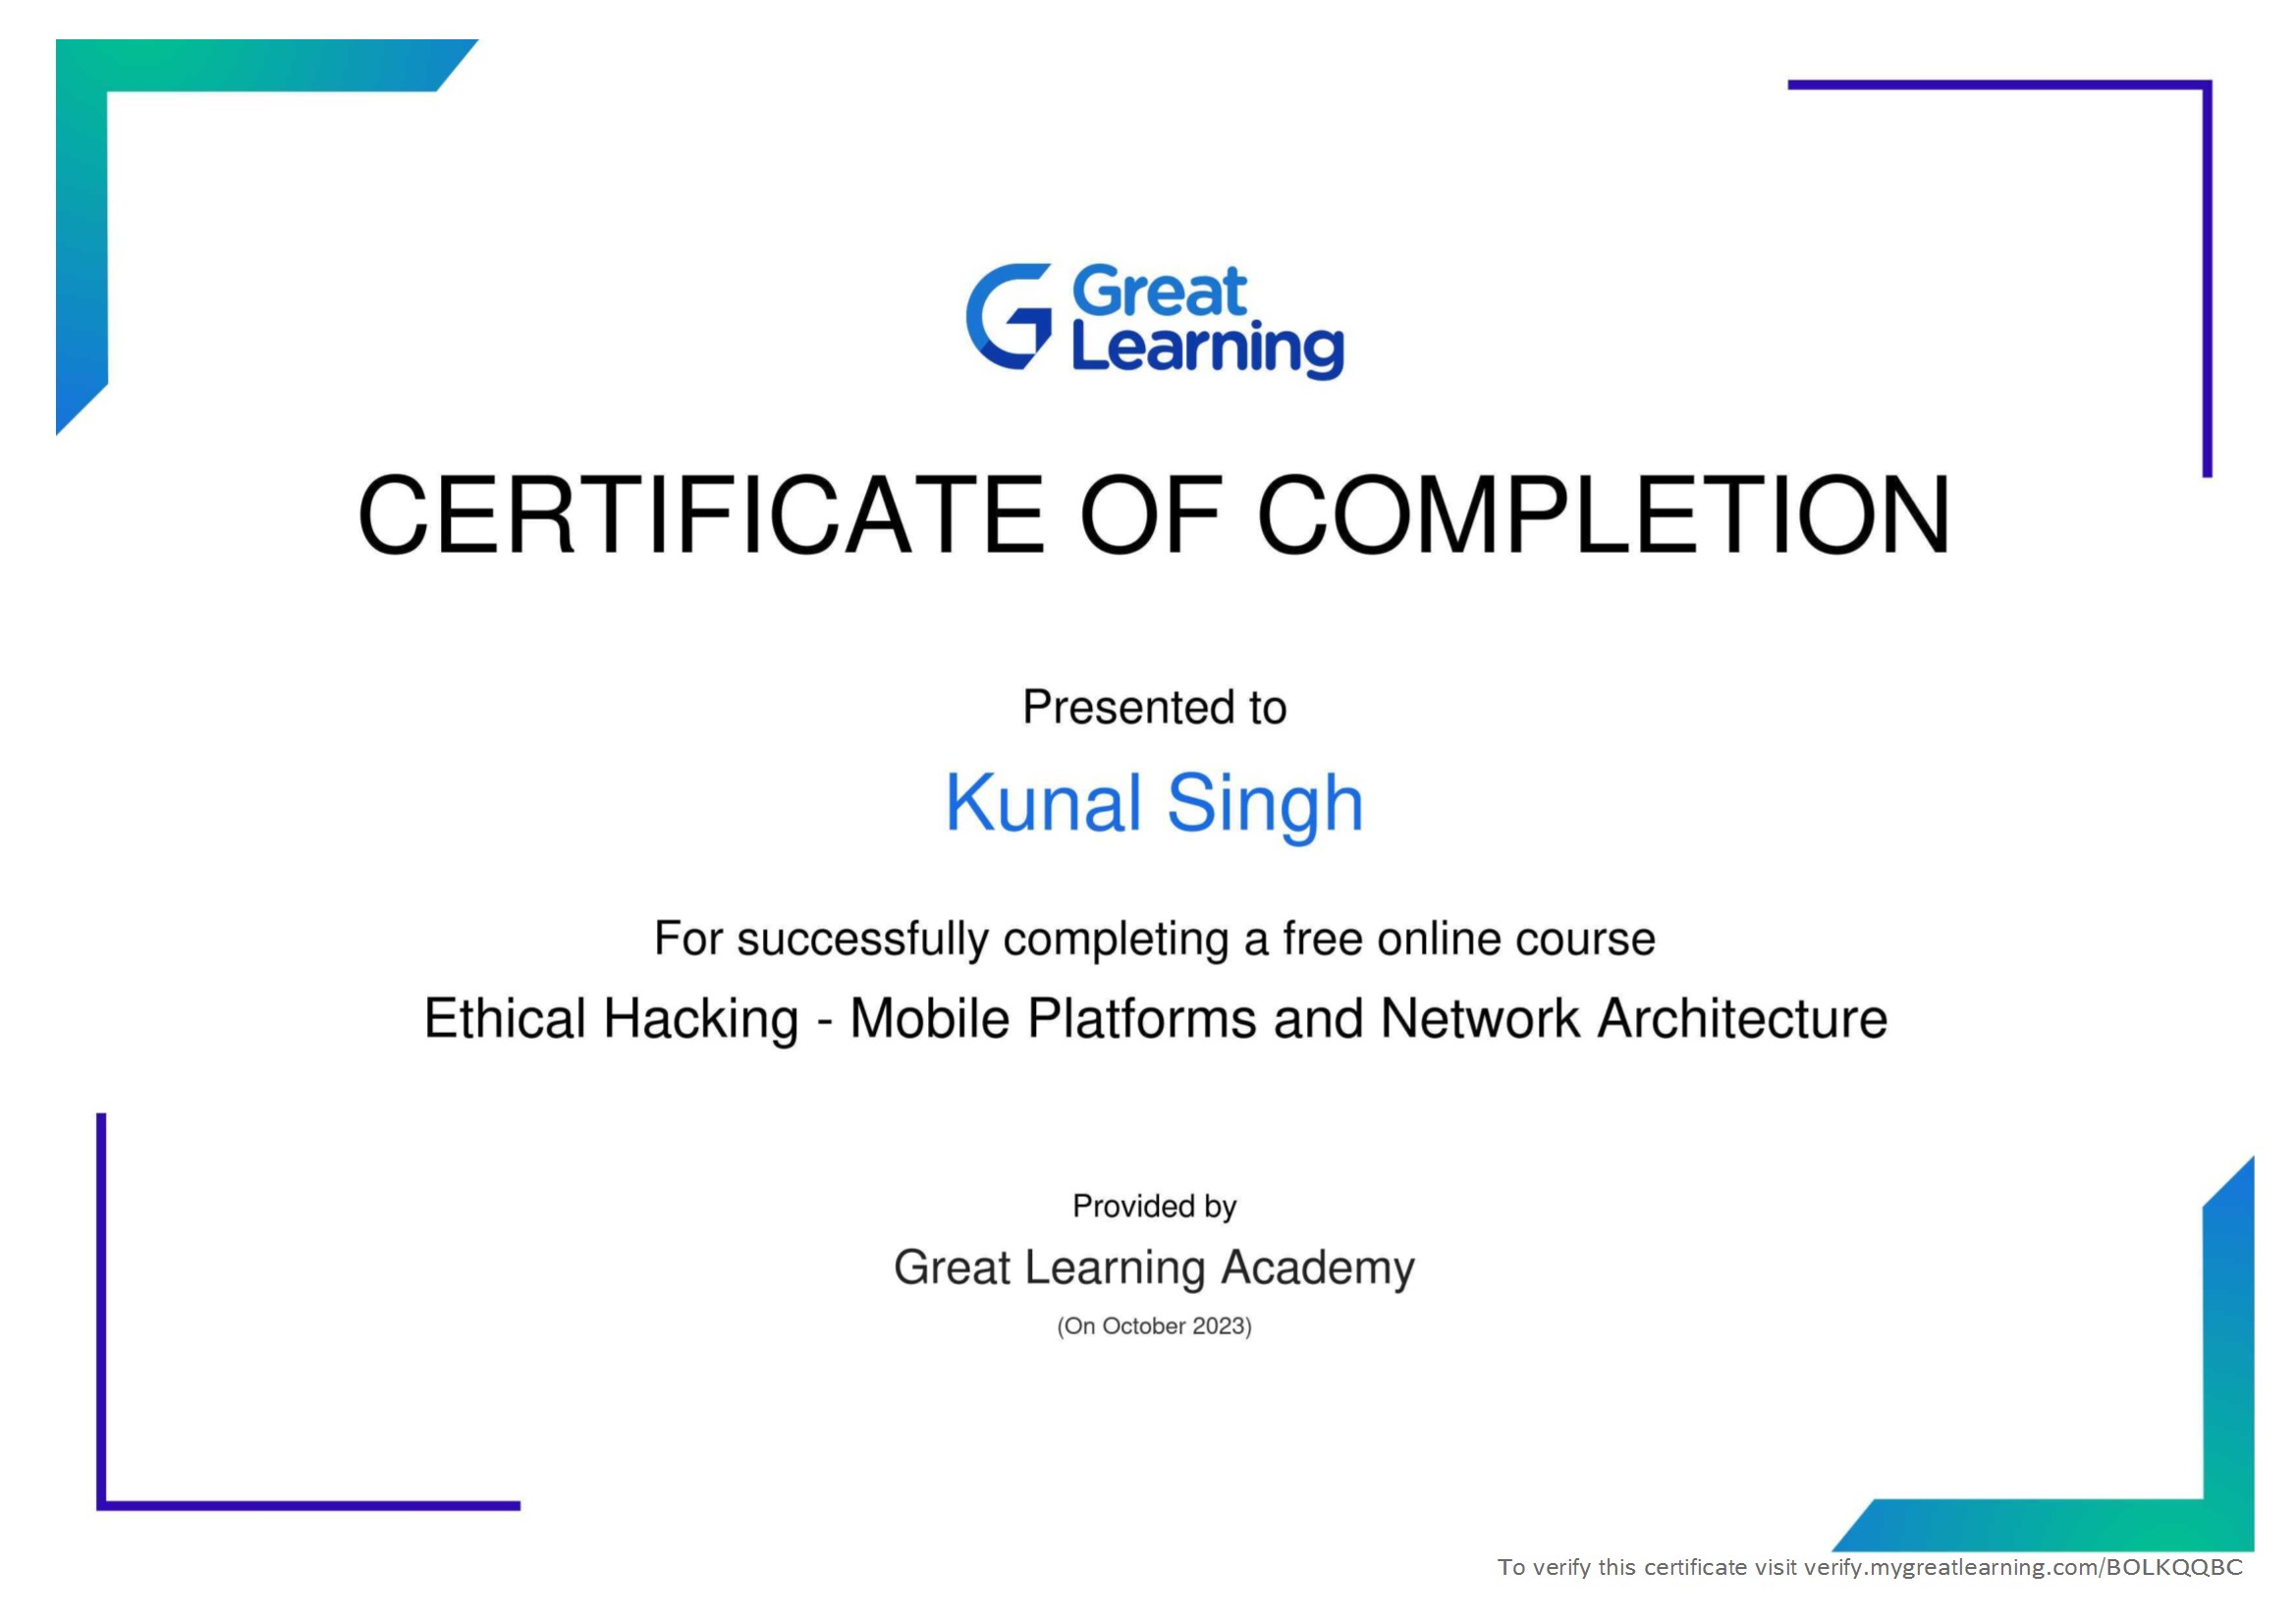 Great
Learning
CERTIFICATE OF COMPLETION
Presented to
Kunal Singh
For successfully completing a free online course
Ethical Hacking - Mobile Platforms and Network Architecture
Provided by
Great Learning Academy
(On October 2023)
To verify this certificate visit verify.mygreatlearning.com/BOLKQQBC